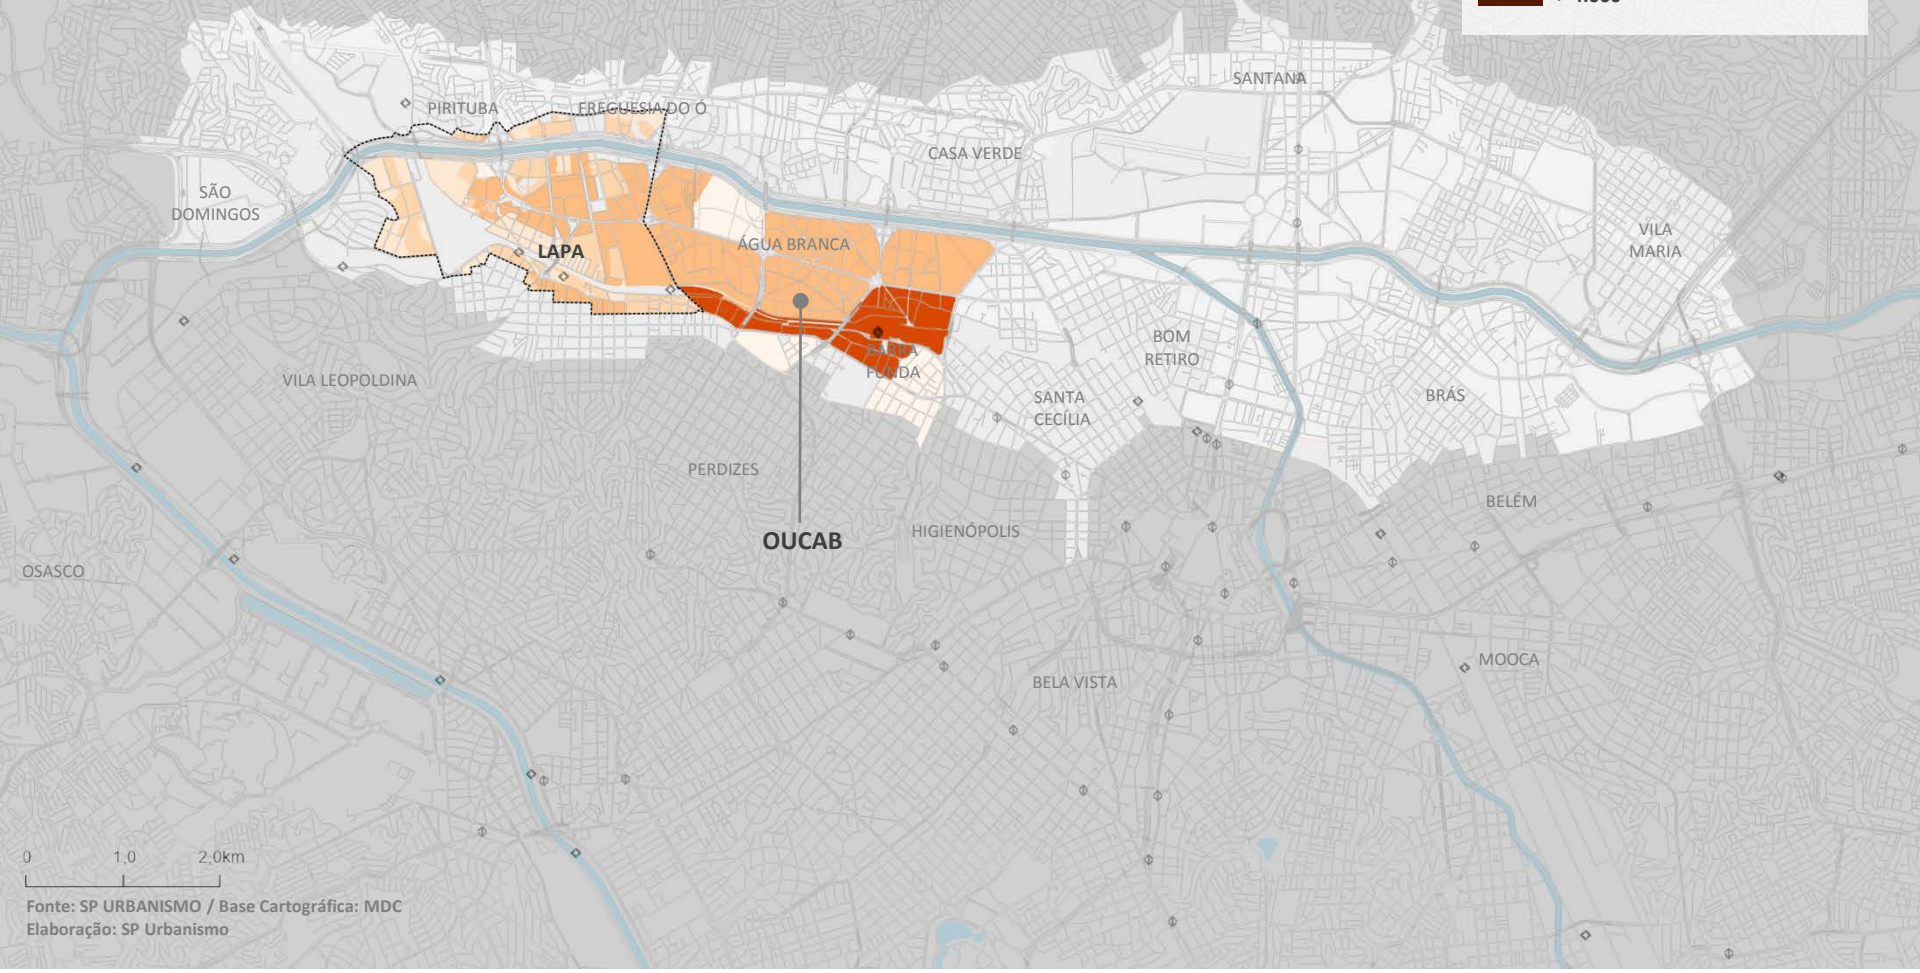 SANTANA
PIRITUBA
FREGUESIA DO Ó
CASA VERDE
SÃO
DOMINGOS
VILA
MARIA
LAPA
ÁGUA BRANCA
BOM
RETIRO
BARRA
FUNDA
VILA LEOPOLDINA
SANTA
CECÍLIA
BRÁS
PERDIZES
BELÉM
HIGIENÓPOLIS
OUCAB
OSASCO
MOOCA
BELA VISTA
0 1,0 2,0km
Fonte: SP URBANISMO / Base Cartográfica: MDC
Elaboração: SP Urbanismo